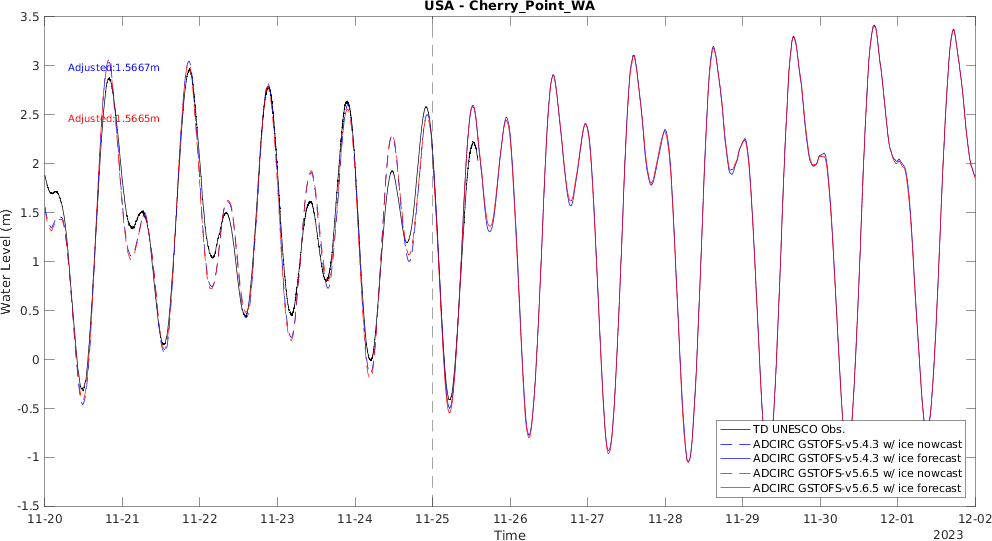 USA - Cherry_Point_WA
3.5
3
2.5
2
1.5
1
0.5
0
-0.5
-1
-1.5
Water Level (m)
Adjusted:1.5667m
Adjusted:1.5665m
TD UNESCO Obs.
ADCIRC GSTOFS-v5.4.3 w/ ice nowcast
ADCIRC GSTOFS-v5.4.3 w/ ice forecast
ADCIRC GSTOFS-v5.6.5 w/ ice nowcast
ADCIRC GSTOFS-v5.6.5 w/ ice forecast
11-20 11-21 11-22 11-23 11-24 11-25 11-26 11-27 11-28 11-29 11-30 12-01 12-02
Time
2023